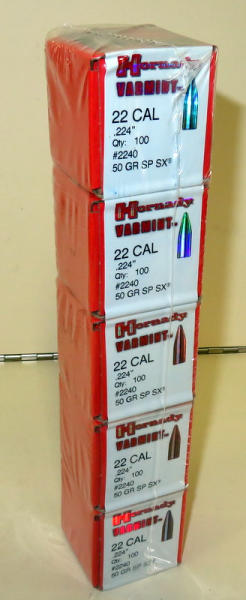 Hornady
VARMINT™
22 CAL
.224"
Qty: 100
#2240
50 GR SP SX®
Hornady
VARMINT™
22 CAL
.224"
Qty: 100
#2240
50 GR SP SX®
Hornady
VARMINT
22 CAL
.224"
Qty: 100
#2240
50 GR SP SX®
Hornady
VARMINT
22 CAL
.224"
Qty: 100
#2240
50 GR SP SX®
Hornady
VARMINT
22 CAL
.224"
Qty: 100
#2240
50 GR SP SX